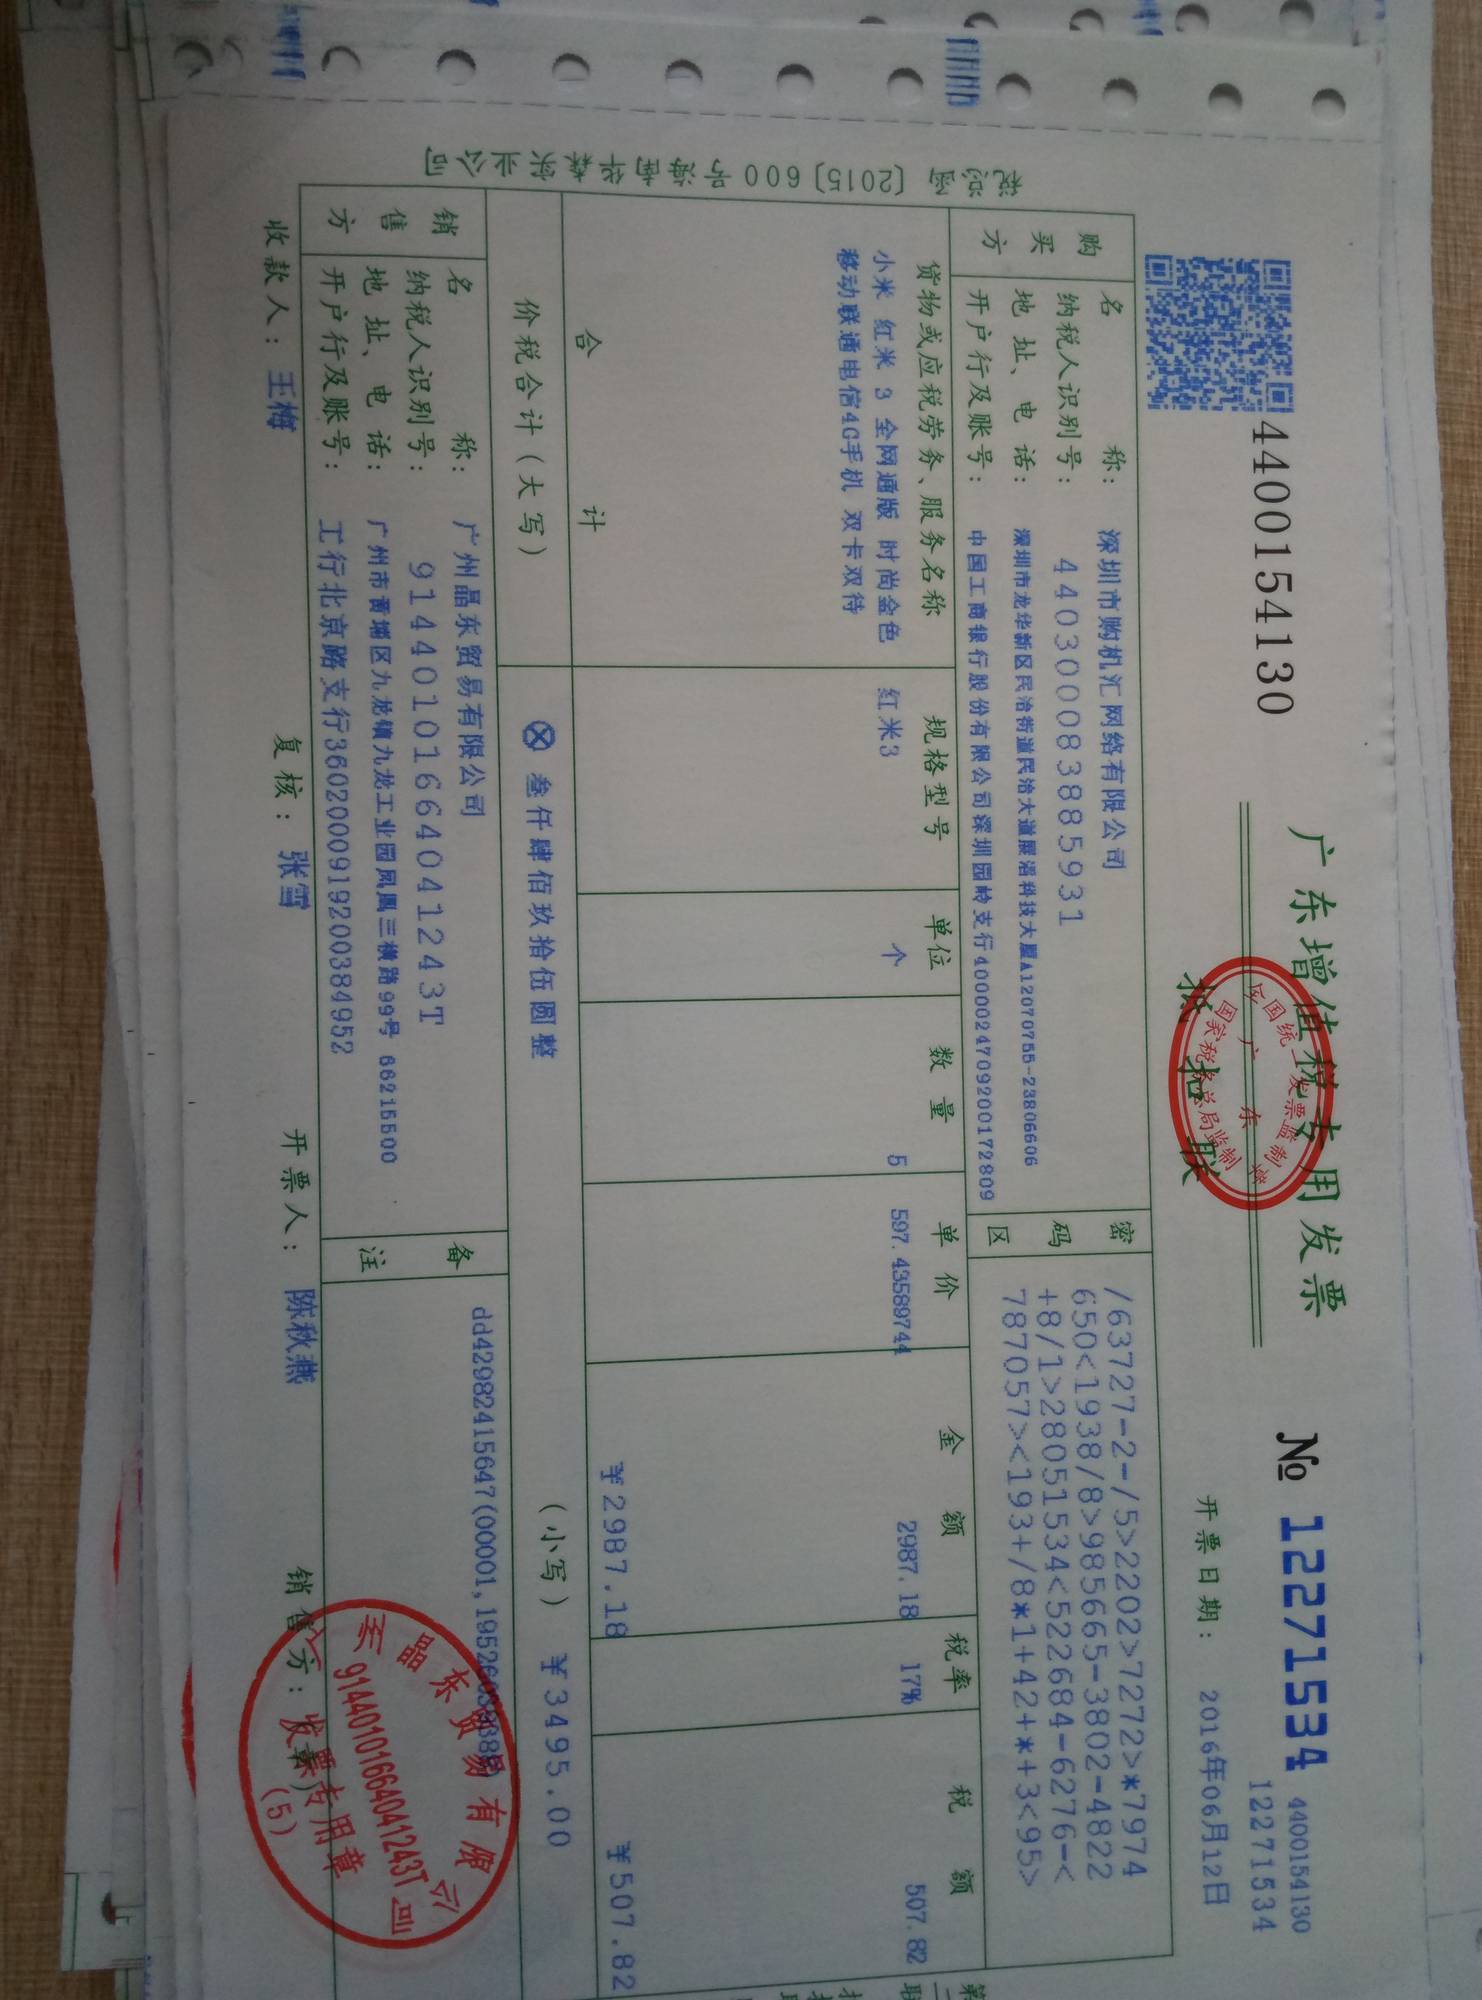 4400154130
广东增值税专用发票
№ 12271534
4400154130
12271534
抵扣联
全国统一发票监制章
广东
国家税务总局监制
开票日期： 2016年06月12日
购买方
名 称： 深圳市购机汇网络有限公司
纳税人识别号： 440300083885931
地 址、电 话： 深圳市龙华新区民治街道民治大道展滔科技大厦A12070755-23806606
开户行及账号： 中国工商银行股份有限公司深圳园岭支行4000024709200172809
密码区
/63727-2-/5>2202>7272>*7974
650<1938/8>985665-3802-4822
+8/1>28051534<522684-6276-<
787057><193+/8*1+42+*+3<95>
货物或应税劳务、服务名称 规格型号 单位 数量 单价 金额 税率 税额
小米 红米 3 全网通版 时尚金色 红米3 个 5 597.43589744 2987.18 17% 507.82
移动联通电信4G手机 双卡双待
合 计 ￥2987.18 ￥507.82
价税合计（大写） ⊗ 叁仟肆佰玖拾伍圆整 （小写） ￥3495.00
销售方
名 称： 广州晶东贸易有限公司
纳税人识别号： 91440101664041243T
地 址、电 话： 广州市黄埔区九龙镇九龙工业园凤凰三横路99号 66215500
开户行及账号： 工行北京路支行3602000919200384952
备注
dd42982415647(00001,
收款人： 王梅 复核： 张雪 开票人： 陈秋燕 销售方：（章）
广州晶东贸易有限公司
91440101664041243T
发票专用章
(5)
税总函〔2015〕600号海南华森实业公司